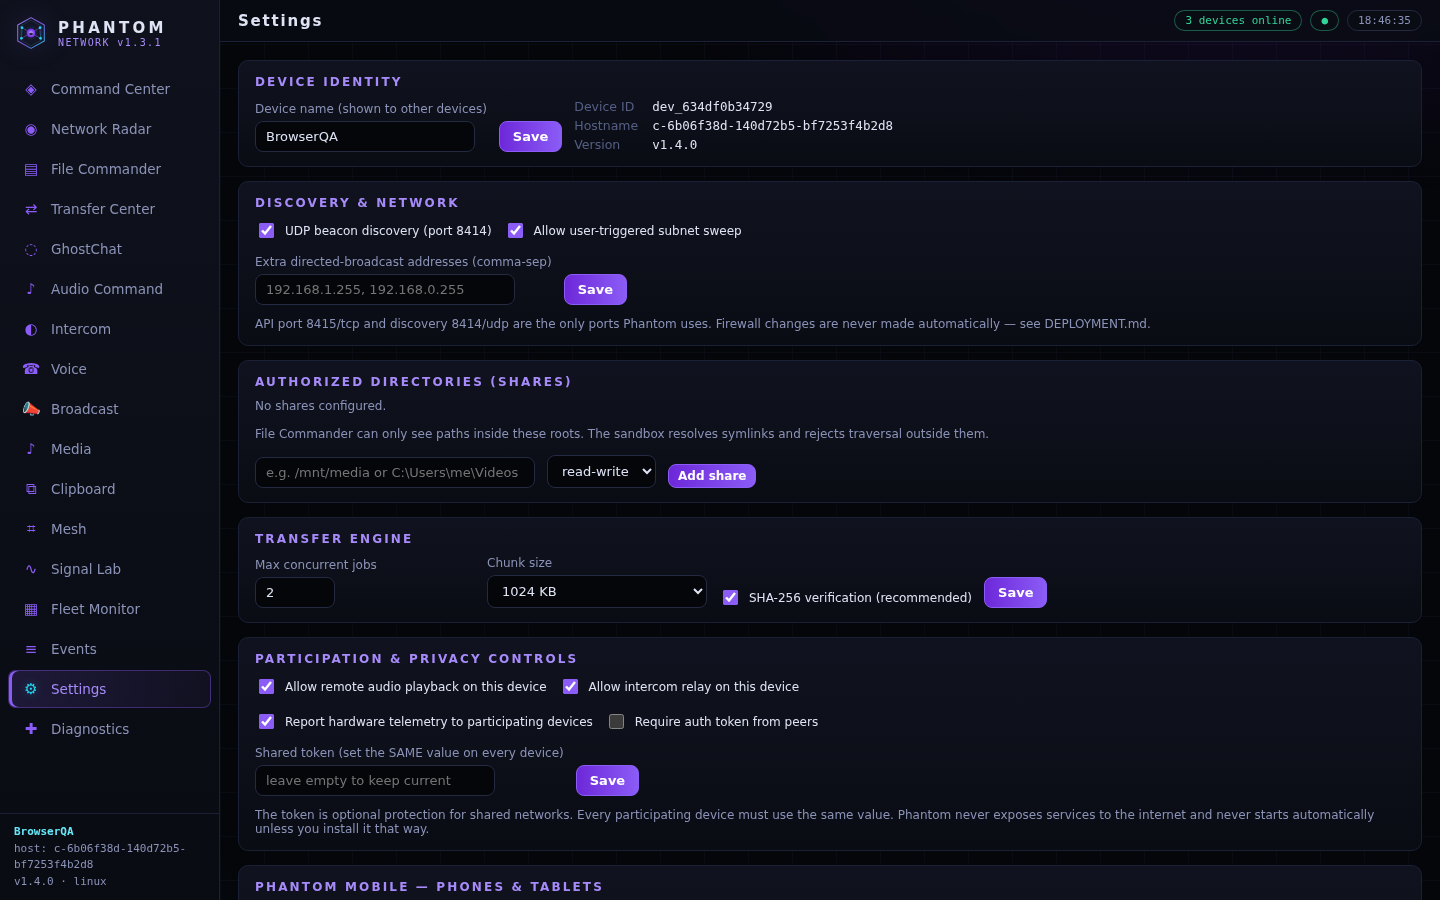 PHANTOM
NETWORK v1.3.1
Command Center
Network Radar
File Commander
Transfer Center
GhostChat
Audio Command
Intercom
Voice
Broadcast
Media
Clipboard
Mesh
Signal Lab
Fleet Monitor
Events
Settings
Diagnostics
BrowserQA
host: c-6b06f38d-140d72b5-
bf7253f4b2d8
v1.4.0 · linux
Settings
3 devices online
18:46:35
DEVICE IDENTITY
Device name (shown to other devices)
BrowserQA
Save
Device ID dev_634df0b34729
Hostname c-6b06f38d-140d72b5-bf7253f4b2d8
Version v1.4.0
DISCOVERY & NETWORK
UDP beacon discovery (port 8414) Allow user-triggered subnet sweep
Extra directed-broadcast addresses (comma-sep)
192.168.1.255, 192.168.0.255 Save
API port 8415/tcp and discovery 8414/udp are the only ports Phantom uses. Firewall changes are never made automatically — see DEPLOYMENT.md.
AUTHORIZED DIRECTORIES (SHARES)
No shares configured.
File Commander can only see paths inside these roots. The sandbox resolves symlinks and rejects traversal outside them.
e.g. /mnt/media or C:\Users\me\Videos read-write Add share
TRANSFER ENGINE
Max concurrent jobs Chunk size
2 1024 KB SHA-256 verification (recommended) Save
PARTICIPATION & PRIVACY CONTROLS
Allow remote audio playback on this device Allow intercom relay on this device
Report hardware telemetry to participating devices Require auth token from peers
Shared token (set the SAME value on every device)
leave empty to keep current Save
The token is optional protection for shared networks. Every participating device must use the same value. Phantom never exposes services to the internet and never starts automatically
unless you install it that way.
PHANTOM MOBILE — PHONES & TABLETS